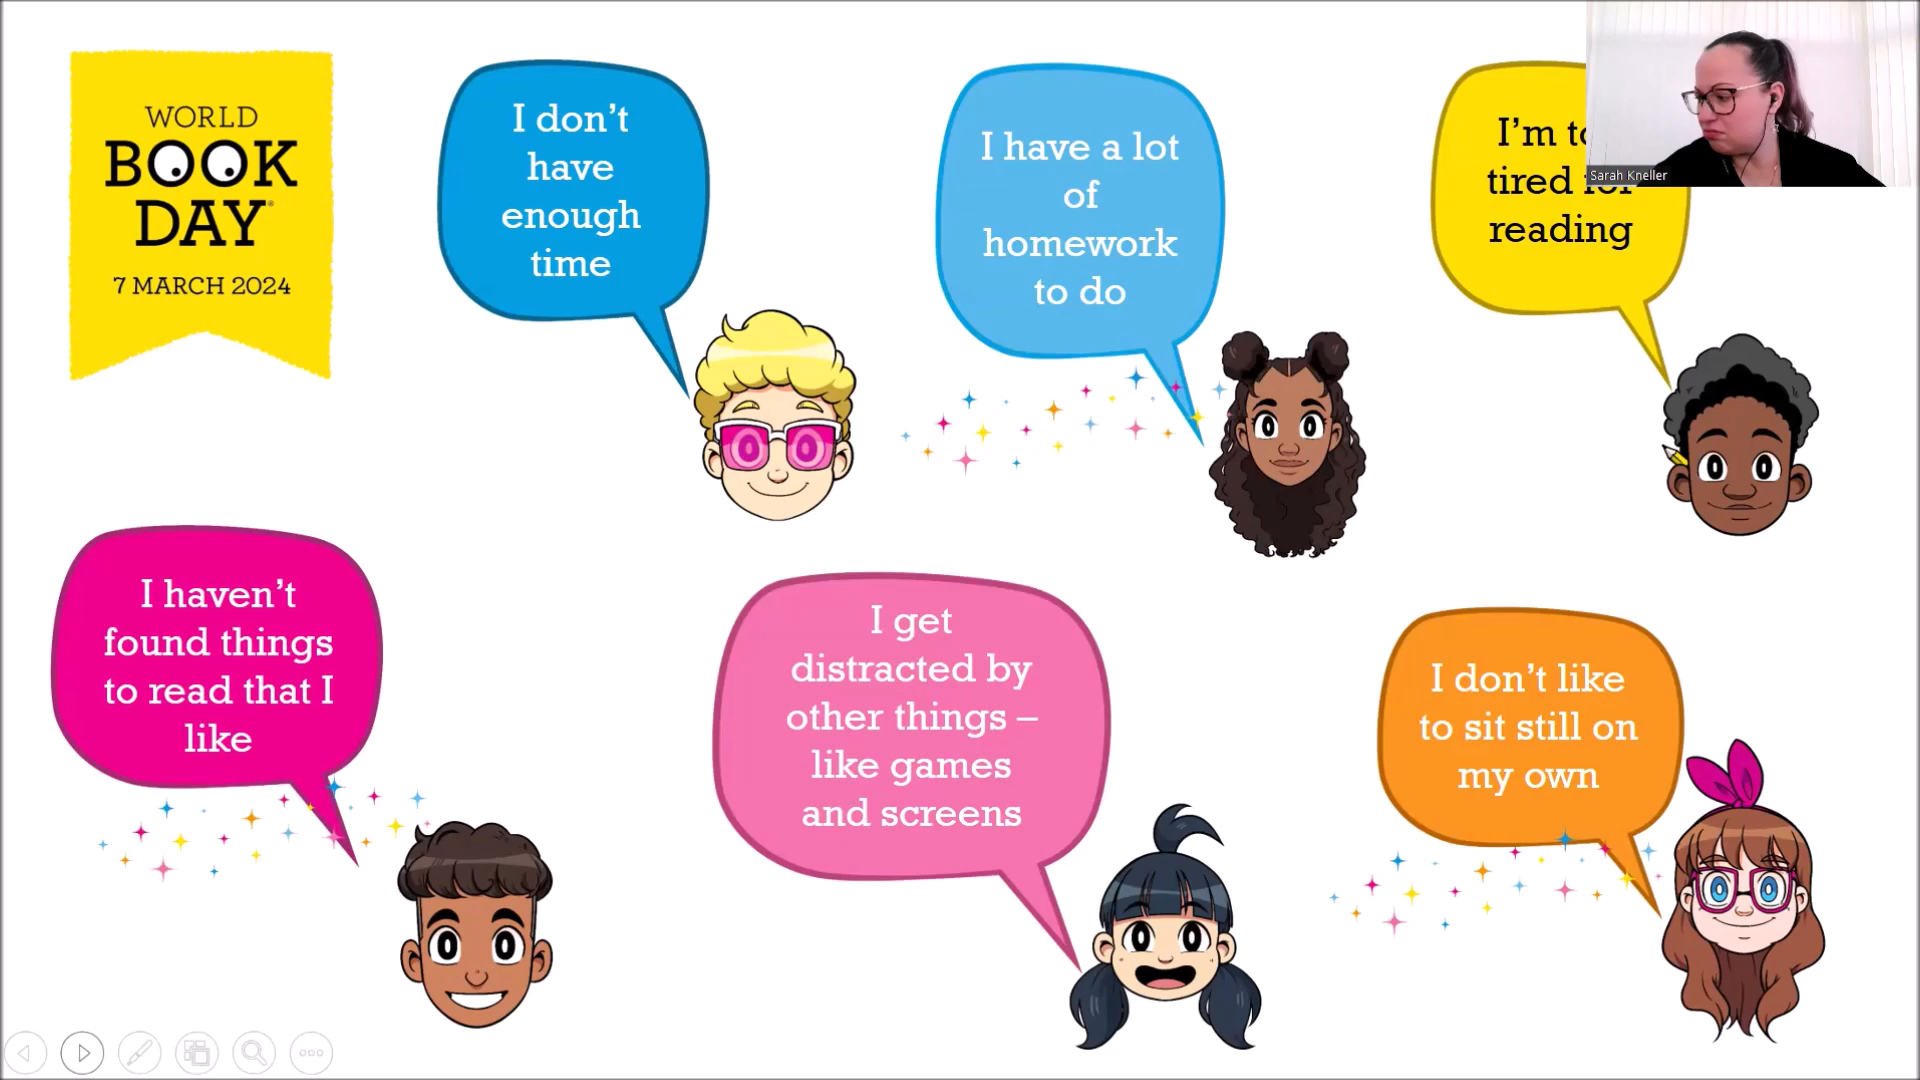 WORLD
BOOK
DAY
7 MARCH 2024
I don’t
have
enough
time
I have a lot
of
homework
to do
I’m
tired
reading
Sarah Kneller
I haven’t
found things
to read that I
like
I get
distracted by
other things –
like games
and screens
I don’t like
to sit still on
my own